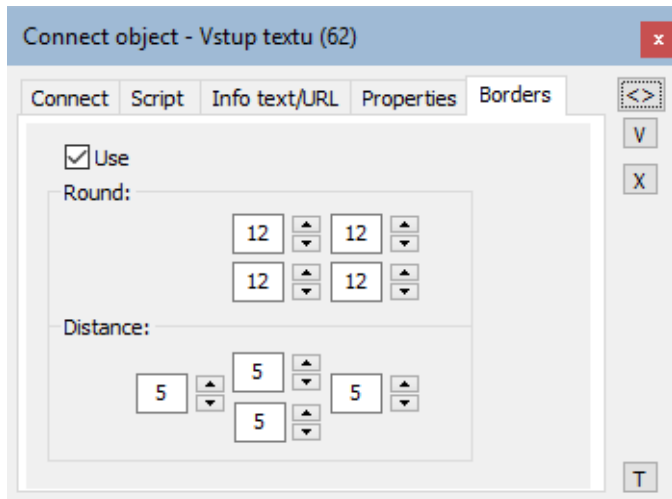 Connect object - Vstup textu (62) x
Connect Script Info text/URL Properties Borders <>
V
Use
X
Round:
12 12
12 12
Distance:
5
5 5
5
T